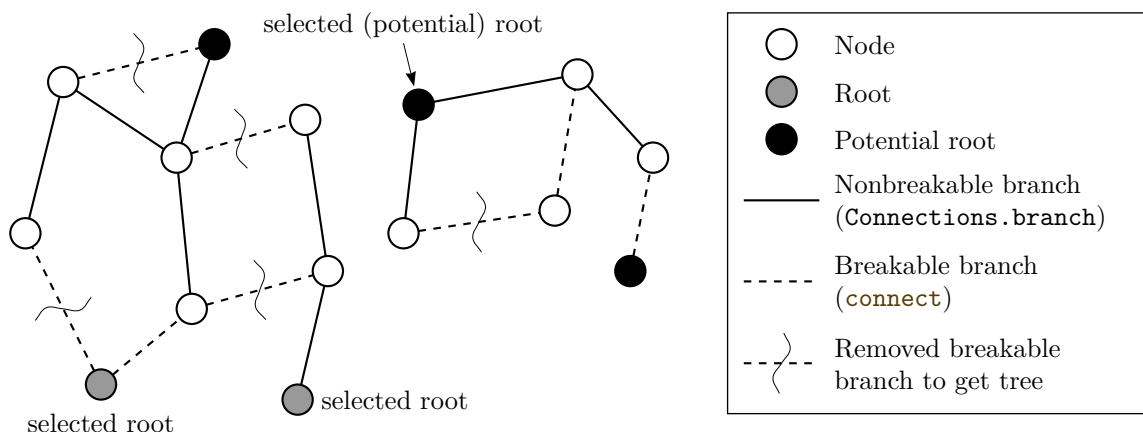 selected (potential) root
selected root
selected root
Node
Root
Potential root
Nonbreakable branch
(Connections.branch)
Breakable branch
(connect)
Removed breakable
branch to get tree